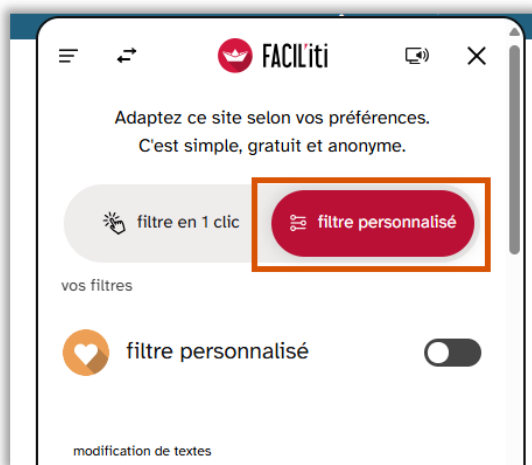 FACIL'iti
Adaptez ce site selon vos préférences.
C'est simple, gratuit et anonyme.
filtre en 1 clic
filtre personnalisé
vos filtres
filtre personnalisé
modification de textes